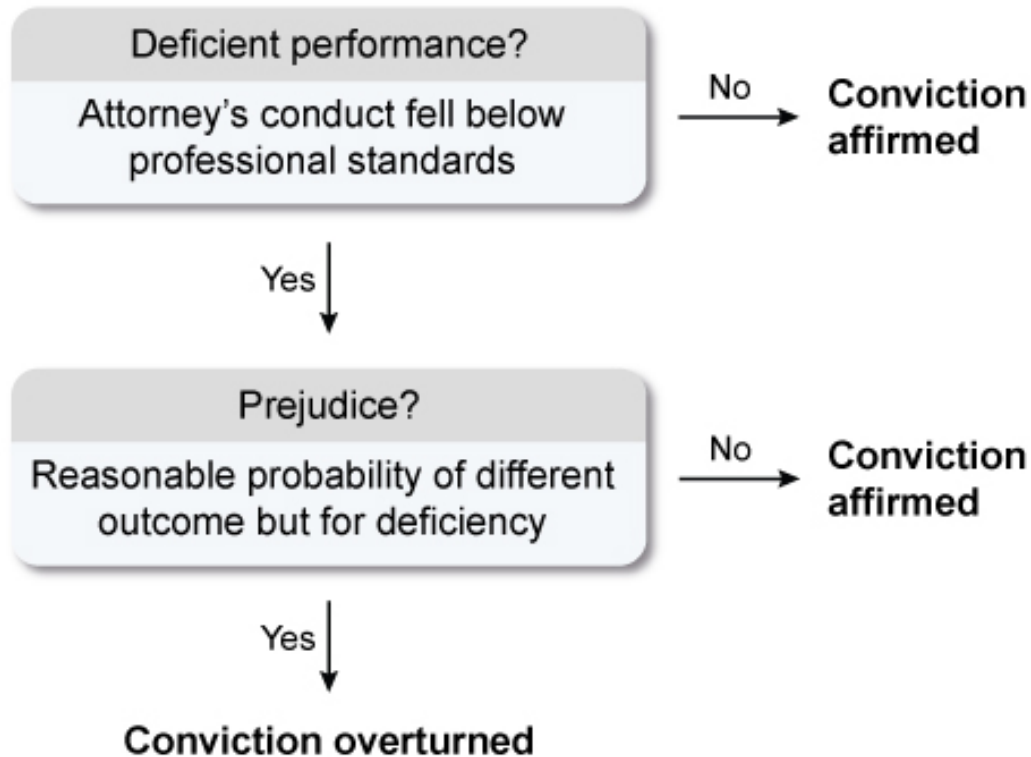 Deficient performance?
Attorney's conduct fell below
professional standards
No
Conviction
affirmed
Yes
Prejudice?
Reasonable probability of different
outcome but for deficiency
No
Conviction
affirmed
Yes
Conviction overturned